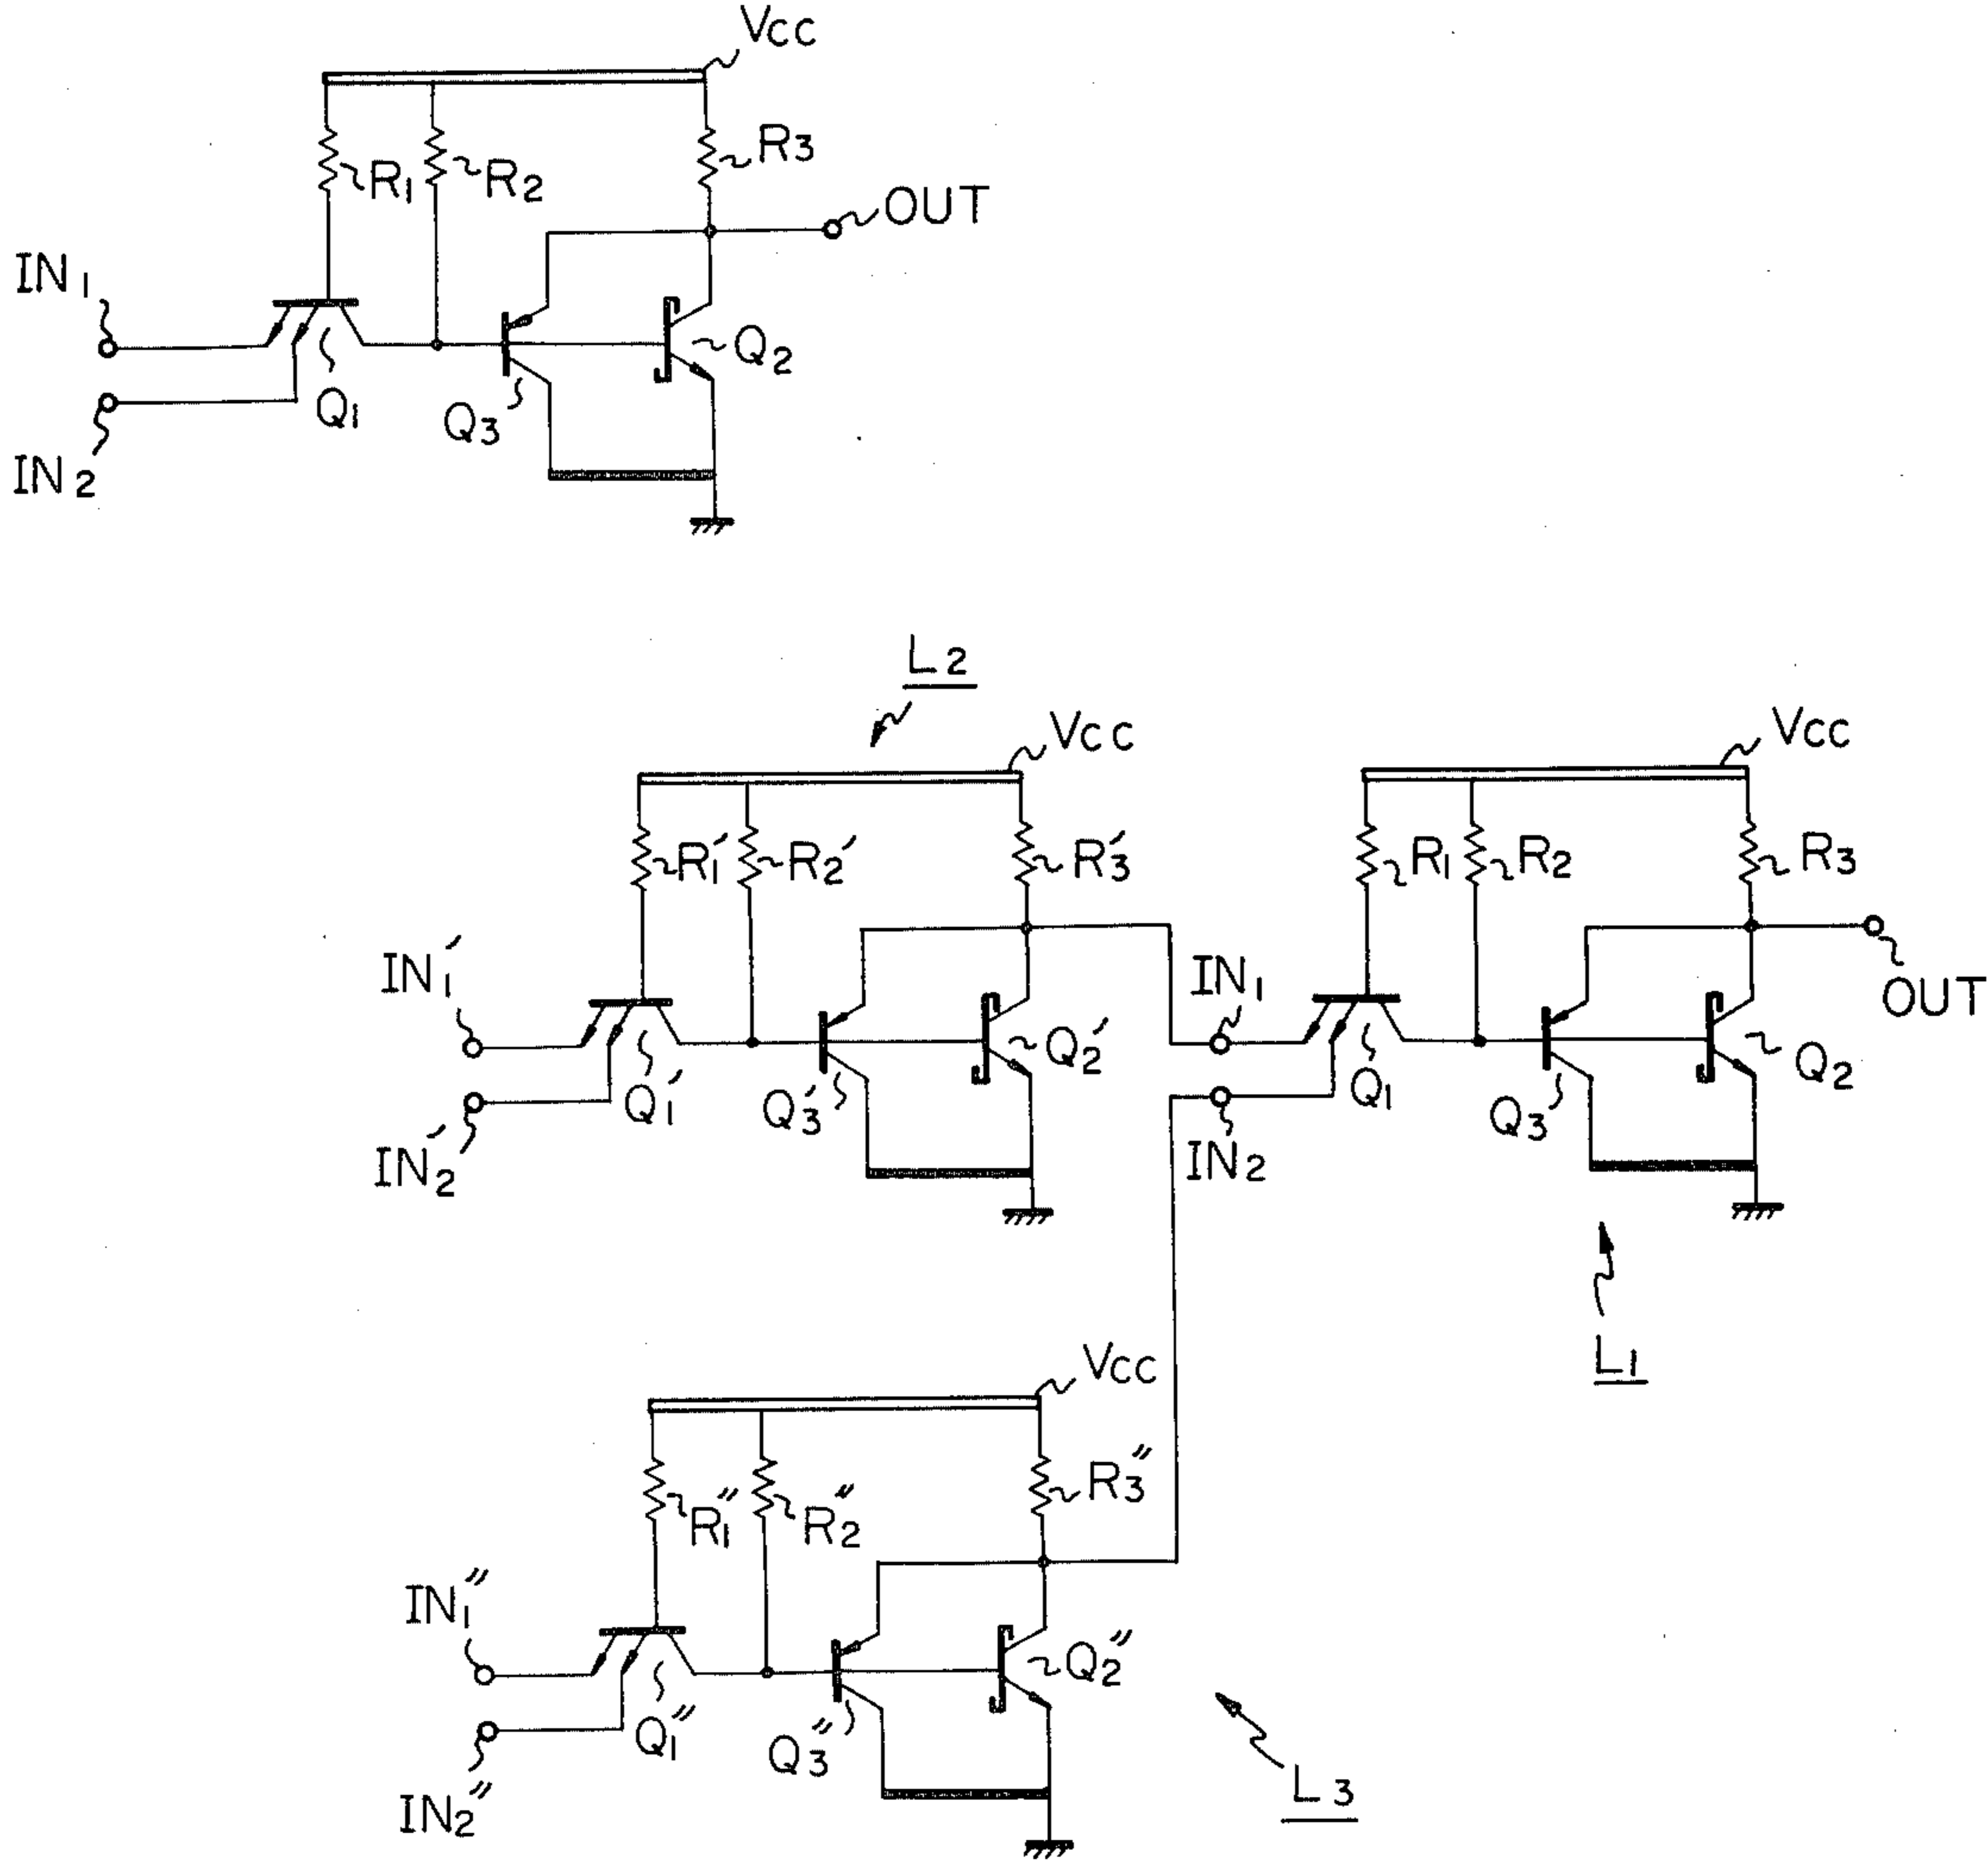 Vcc
R1
R2
R3
OUT
IN1
Q1
Q3
Q2
IN2
L2
Vcc
Vcc
R1′
R2′
R3′
R1
R2
R3
IN1′
IN1
OUT
Q1′
Q3′
Q2′
Q1
Q3
Q2
IN2′
IN2
L1
Vcc
R1″
R2″
R3″
IN1″
Q1″
Q3″
Q2″
IN2″
L3